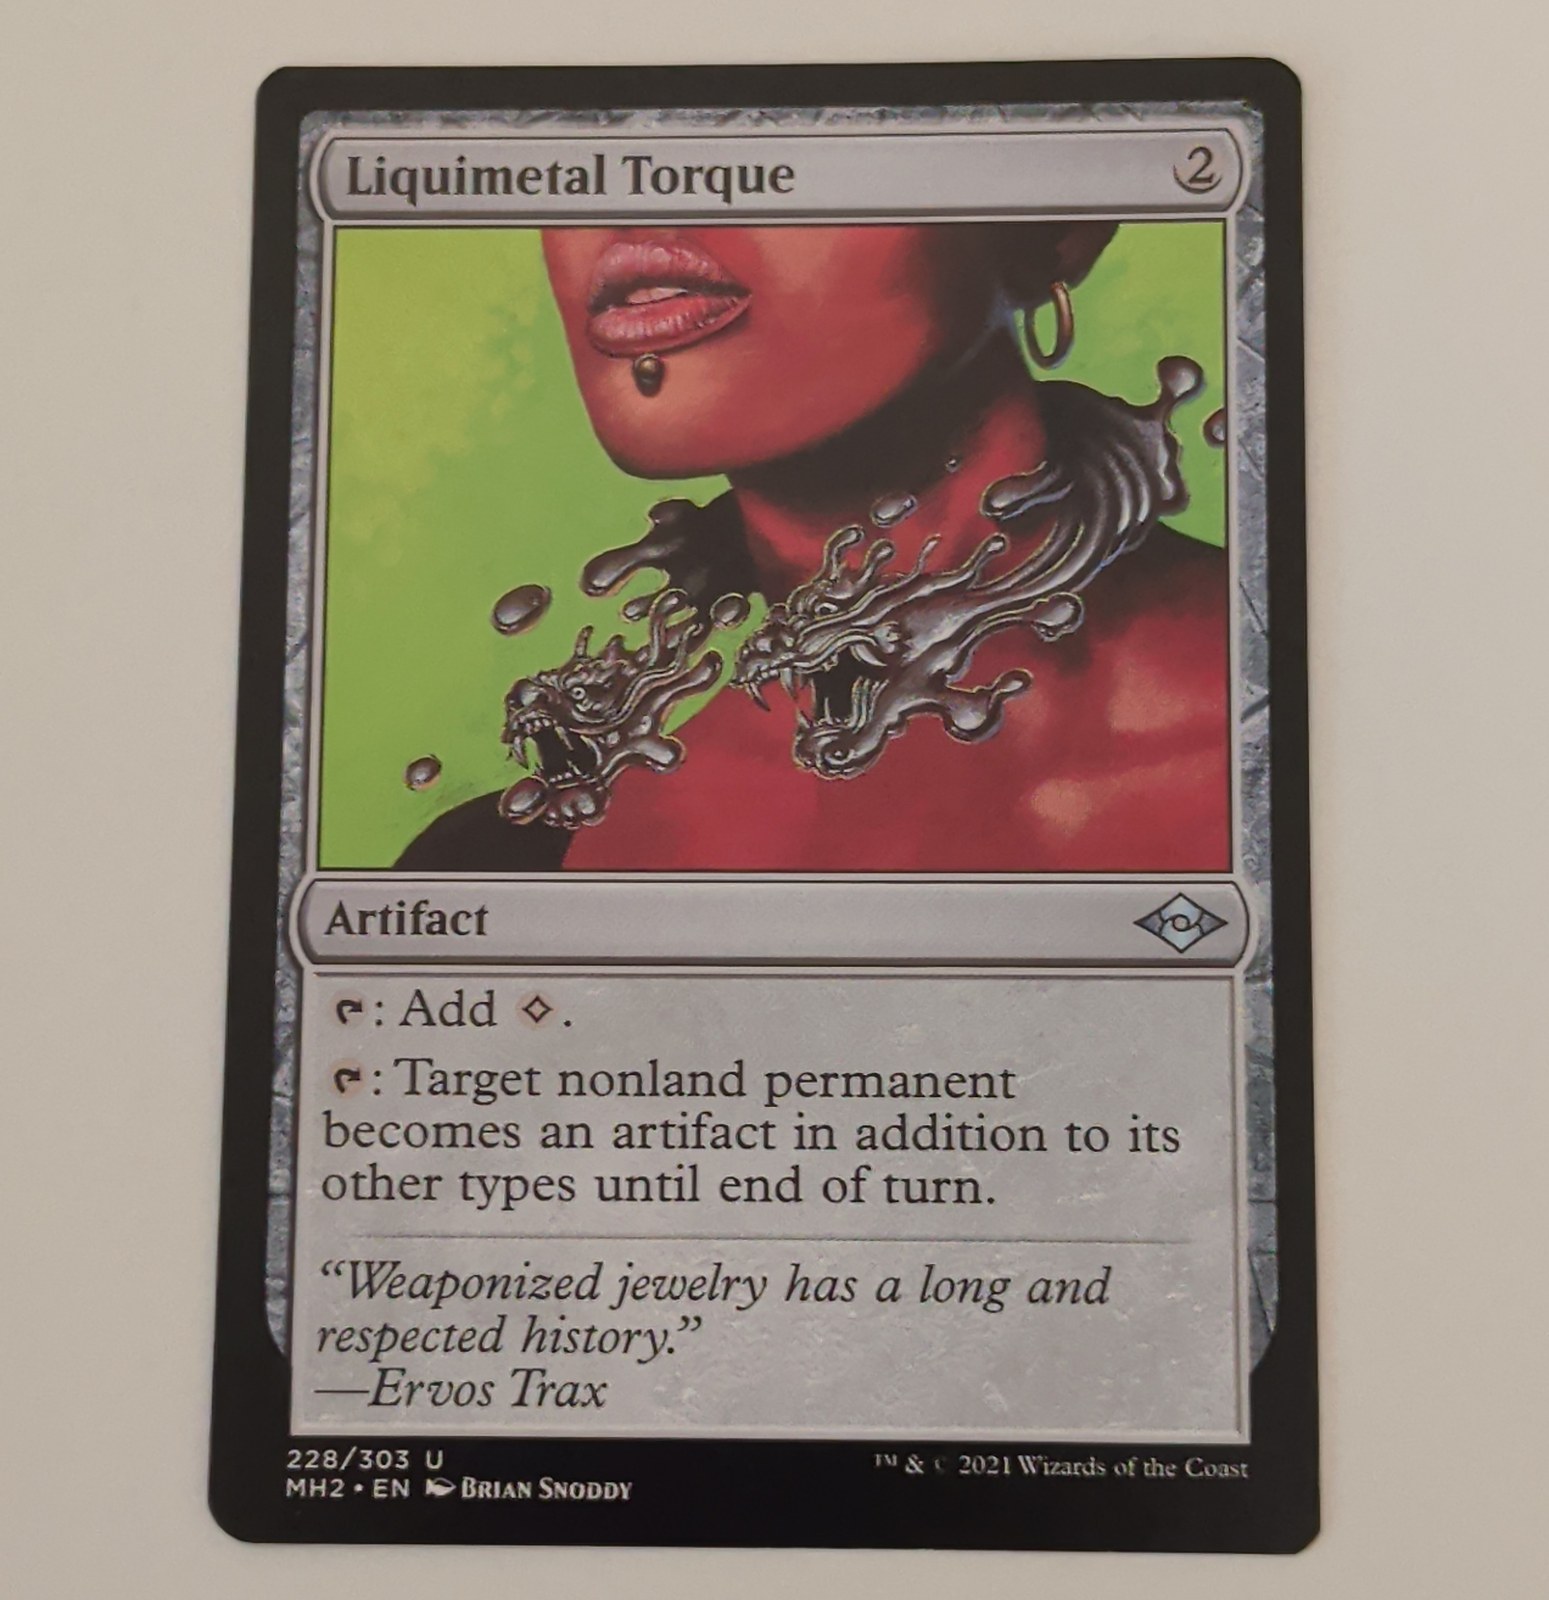 Liquimetal Torque 2
Artifact
: Add .
: Target nonland permanent
becomes an artifact in addition to its
other types until end of turn.
“Weaponized jewelry has a long and
respected history.”
—Ervos Trax
228/303 U
MH2 • EN BRIAN SNODDY
™ & © 2021 Wizards of the Coast